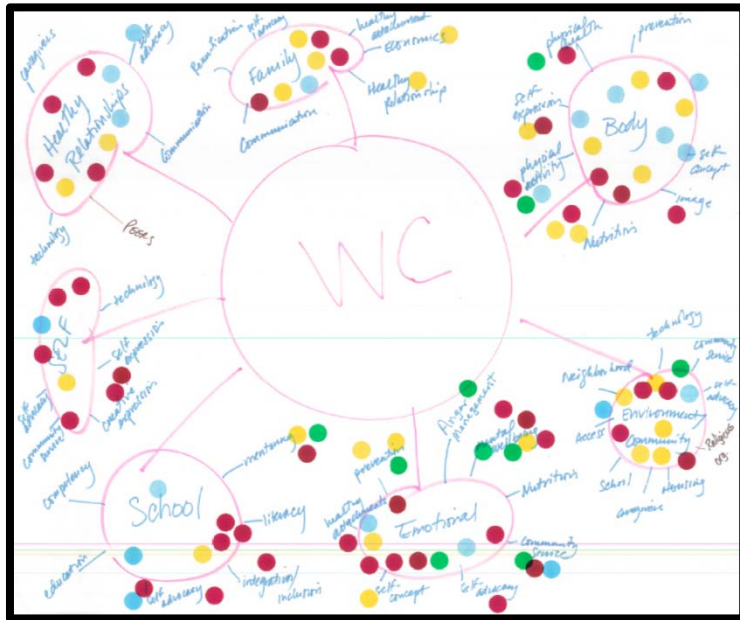 WC
caregivers
self advocacy
Healthy
Relationships
communication
PEERS
technology
self advocacy
Family
healthy attachment
Economics
Healthy
Relationship
Communication
physical health
prevention
self
expression
Body
self
concept
physical
activity
image
Nutrition
technology
SELF
self
expression
creative
expression
community
service
mentoring
competency
School
literacy
education
self advocacy
integration/
inclusion
Anger
management
prevention
mental
healthy
attachments
Emotional
Nutrition
community
service
self
concept
self
advocacy
technology
community
service
Neighborhood
self
advocacy
Environment
Access
Community
Religious
org
School
Housing
caregivers